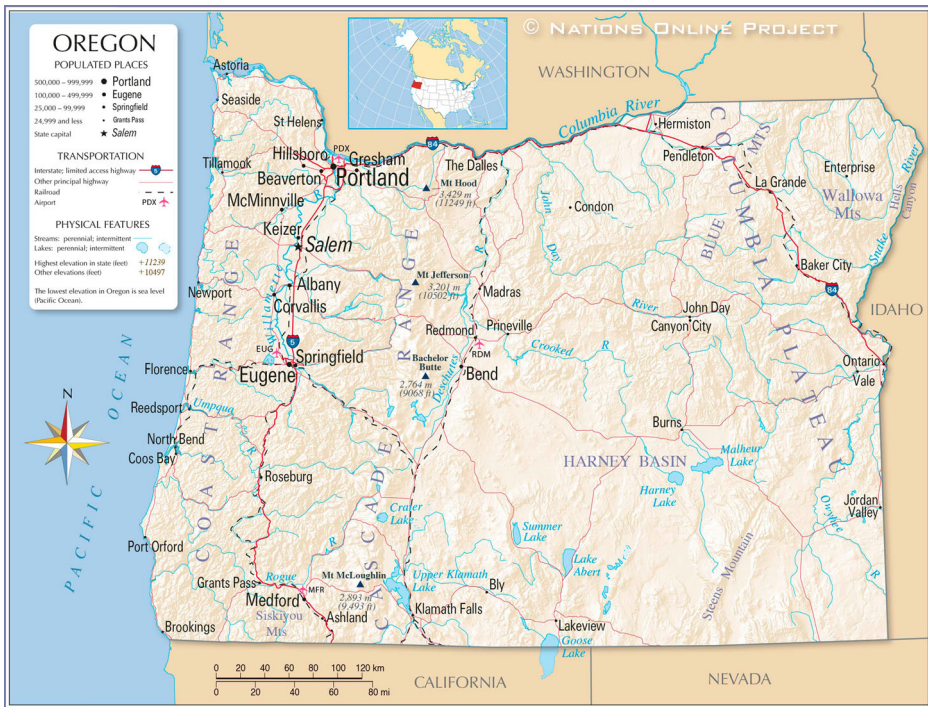 © Nations Online Project
OREGON
POPULATED PLACES
500,000 – 999,999 Portland
100,000 – 499,999 Eugene
25,000 – 99,999 Springfield
24,999 and less Grants Pass
State capital Salem
TRANSPORTATION
Interstate; limited access highway 5
Other principal highway
Railroad
Airport PDX
PHYSICAL FEATURES
Streams: perennial; intermittent
Lakes: perennial; intermittent
Highest elevation in state (feet) +11239
Other elevations (feet) +10497
The lowest elevation in Oregon is sea level
(Pacific Ocean).
WASHINGTON
Astoria
Seaside
St Helens
Columbia River
Hermiston
Pendleton
84
PDX
Hillsboro
Gresham
Tillamook
Beaverton
Portland
The Dalles
Mt Hood
3,429 m
(11249 ft)
McMinnville
Keizer
Salem
John
Day
Condon
COLUMBIA PLATEAU
BLUE MTS
Enterprise
La Grande
Wallowa
Mts
Hells
Canyon
Snake River
Baker City
84
IDAHO
Newport
Albany
Corvallis
Willamette R
Mt Jefferson
3,201 m
(10502 ft)
Madras
Redmond
Prineville
RDM
River
John Day
Canyon City
EUG
5
Springfield
Eugene
Florence
Bachelor
Butte
2,764 m
(9068 ft)
Deschutes R
Bend
Crooked R
Ontario
Vale
N
PACIFIC OCEAN
COAST RANGE
CASCADE RANGE
Reedsport
Umpqua R
North Bend
Coos Bay
Roseburg
Burns
HARNEY BASIN
Malheur
Lake
Harney
Lake
Crater
Lake
Summer
Lake
Lake
Abert
Jordan
Valley
Owyhee R
Steens Mountain
Port Orford
R
Grants Pass
Rogue
Mt McLoughlin
2,893 m
(9,493 ft)
MFR
Medford
Siskiyou
Mts
Ashland
Upper Klamath
Lake
Klamath Falls
Bly
Lakeview
Goose
Lake
Brookings
0 20 40 60 80 100 120 km
0 20 40 60 80 mi
CALIFORNIA
NEVADA